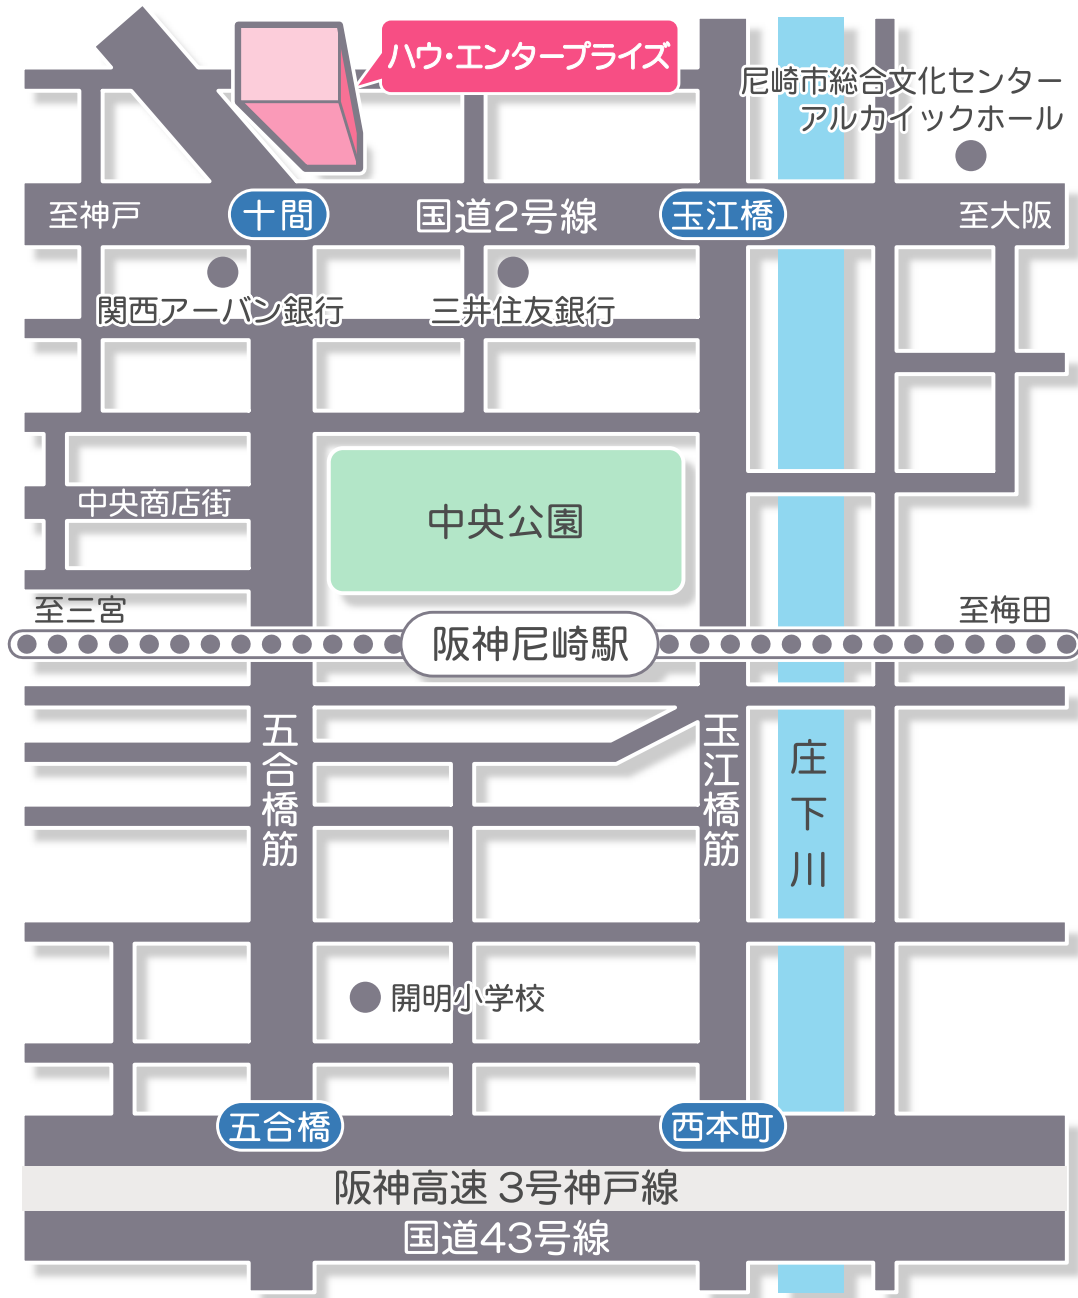 ハウ・エンタープライズ
尼崎市総合文化センター
アルカイックホール
至神戸
十間
国道2号線
玉江橋
至大阪
関西アーバン銀行
三井住友銀行
中央商店街
中央公園
至三宮
至梅田
阪神尼崎駅
五合橋筋
玉江橋筋
庄下川
開明小学校
五合橋
西本町
阪神高速 3号神戸線
国道43号線